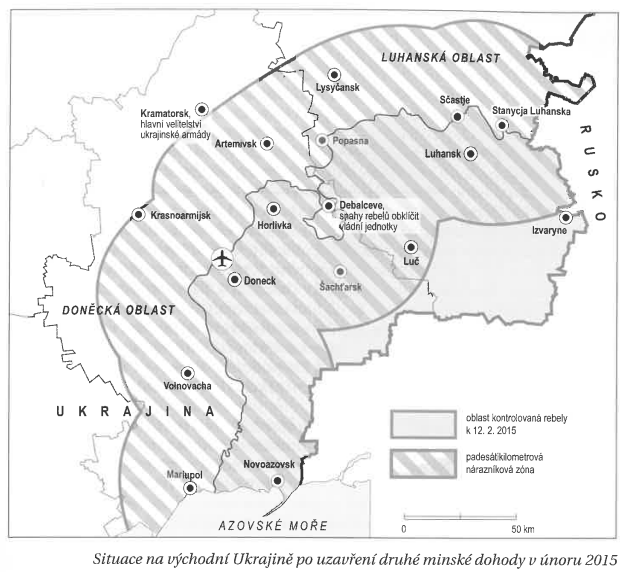 LUHANSKÁ OBLAST
Lysyčansk
Kramatorsk,
hlavní velitelství
ukrajinské armády
Sčastje
Stanycja Luhanska
Artemivsk
Popasna
Luhansk
RUSKO
Krasnoarmijsk
Horlivka
Debalceve,
snahy rebelů obklíčit
vládní jednotky
Izvaryne
Luč
Doneck
Šachťarsk
DONĚCKÁ OBLAST
Volnovacha
UKRAJINA
oblast kontrolovaná rebely
k 12. 2. 2015
padesátikilometrová
nárazníková zóna
Mariupol
Novoazovsk
AZOVSKÉ MOŘE
0 50 km
Situace na východní Ukrajině po uzavření druhé minské dohody v únoru 2015